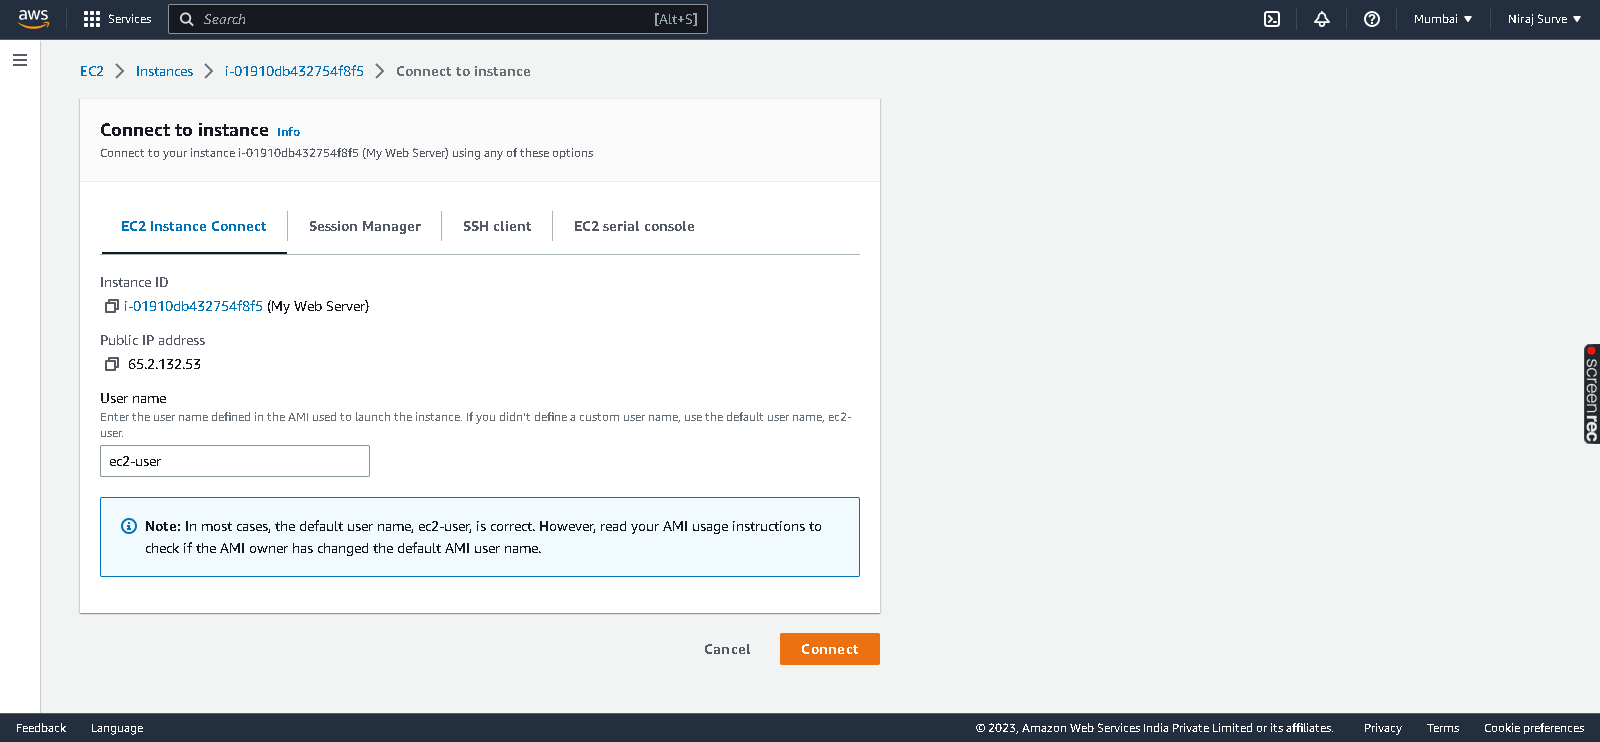 aws
Services
Search
[Alt+S]
Mumbai
Niraj Surve
EC2
Instances
i-01910db432754f8f5
Connect to instance
Connect to instance Info
Connect to your instance i-01910db432754f8f5 (My Web Server) using any of these options
EC2 Instance Connect
Session Manager
SSH client
EC2 serial console
Instance ID
i-01910db432754f8f5 (My Web Server)
Public IP address
65.2.132.53
User name
Enter the user name defined in the AMI used to launch the instance. If you didn't define a custom user name, use the default user name, ec2-
user.
ec2-user
Note: In most cases, the default user name, ec2-user, is correct. However, read your AMI usage instructions to
check if the AMI owner has changed the default AMI user name.
Cancel
Connect
screenrec
Feedback
Language
© 2023, Amazon Web Services India Private Limited or its affiliates.
Privacy
Terms
Cookie preferences